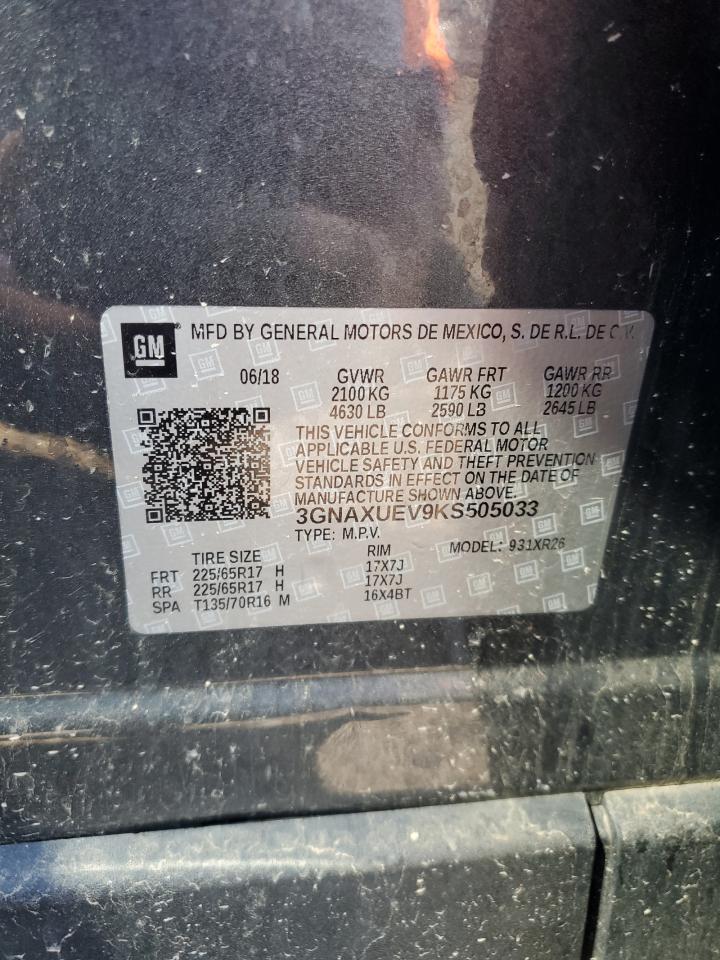 GM® MFD BY GENERAL MOTORS DE MEXICO, S. DE R.L. DE C.V.
06/18 GVWR GAWR FRT GAWR RR
2100 KG 1175 KG 1200 KG
4630 LB 2590 LB 2645 LB
THIS VEHICLE CONFORMS TO ALL
APPLICABLE U.S. FEDERAL MOTOR
VEHICLE SAFETY AND THEFT PREVENTION
STANDARDS IN EFFECT ON THE DATE OF
MANUFACTURE SHOWN ABOVE.
3GNAXUEV9KS505033
TYPE: M.P.V. MODEL: 931XR26
TIRE SIZE RIM
FRT 225/65R17 H 17X7J
RR 225/65R17 H 17X7J
SPA T135/70R16 M 16X4BT